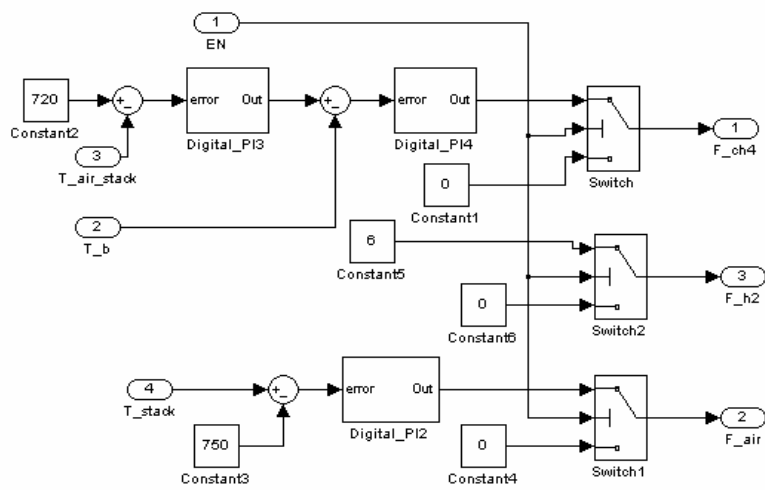 1
EN
720
Constant2
+
-
error
Out
Digital_PI3
+
-
error
Out
Digital_PI4
Switch
1
F_ch4
3
T_air_stack
0
Constant1
2
T_b
6
Constant5
Switch2
3
F_h2
0
Constant6
4
T_stack
+
-
error
Out
Digital_PI2
750
Constant3
0
Constant4
Switch1
2
F_air